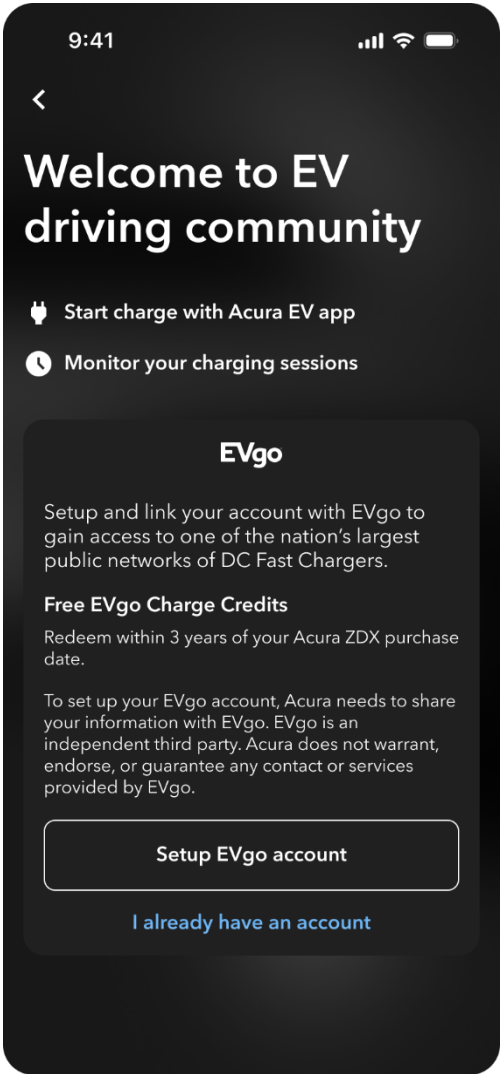 9:41
Welcome to EV
driving community
Start charge with Acura EV app
Monitor your charging sessions
EVgo
Setup and link your account with EVgo to
gain access to one of the nation’s largest
public networks of DC Fast Chargers.
Free EVgo Charge Credits
Redeem within 3 years of your Acura ZDX purchase
date.
To set up your EVgo account, Acura needs to share
your information with EVgo. EVgo is an
independent third party. Acura does not warrant,
endorse, or guarantee any contact or services
provided by EVgo.
Setup EVgo account
I already have an account